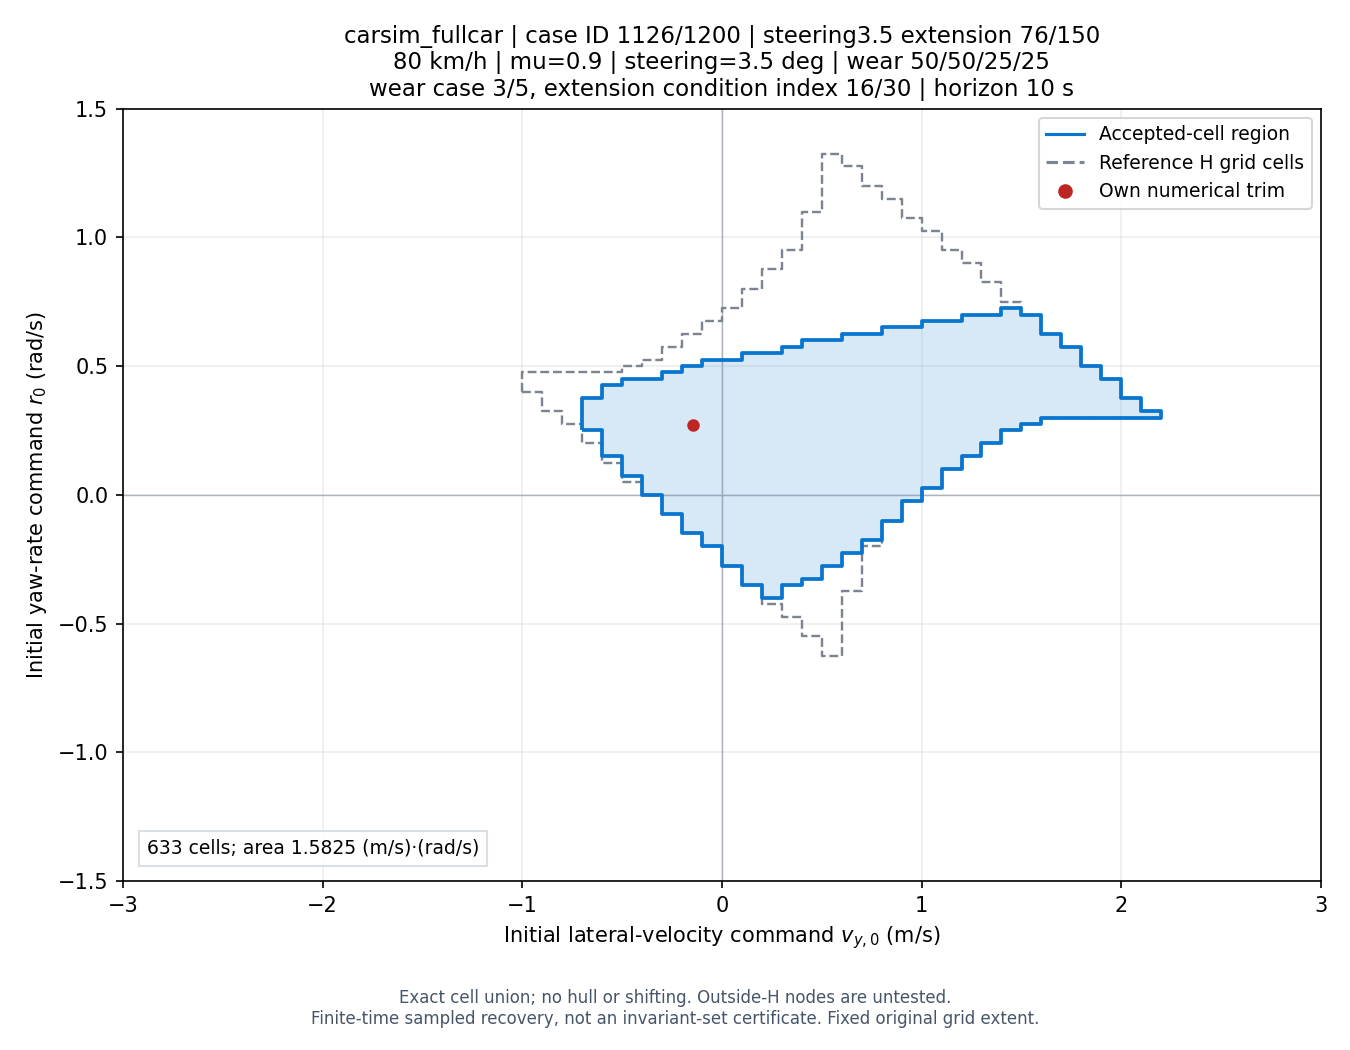 carsim_fullcar | case ID 1126/1200 | steering3.5 extension 76/150
80 km/h | mu=0.9 | steering=3.5 deg | wear 50/50/25/25
wear case 3/5, extension condition index 16/30 | horizon 10 s
Accepted-cell region
Reference H grid cells
Own numerical trim
Initial yaw-rate command r₀ (rad/s)
1.5
1.0
0.5
0.0
−0.5
−1.0
−1.5
633 cells; area 1.5825 (m/s)·(rad/s)
−3
−2
−1
0
1
2
3
Initial lateral-velocity command v_{y,0} (m/s)
Exact cell union; no hull or shifting. Outside-H nodes are untested.
Finite-time sampled recovery, not an invariant-set certificate. Fixed original grid extent.